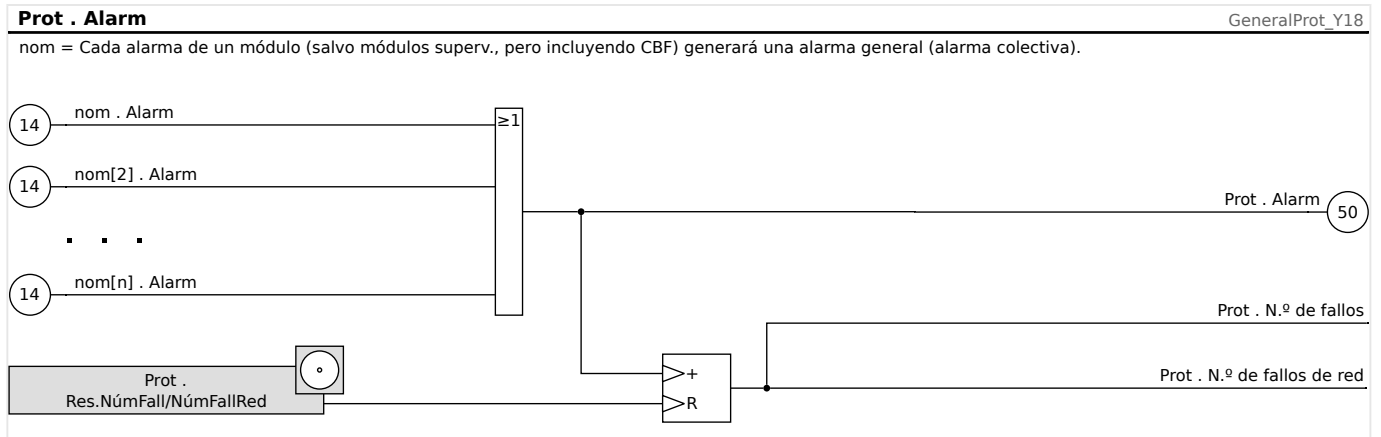 Prot . Alarm
GeneralProt_Y18
nom = Cada alarma de un módulo (salvo módulos superv., pero incluyendo CBF) generará una alarma general (alarma colectiva).
14
nom . Alarm
≥1
14
nom[2] . Alarm
Prot . Alarm
50
. . .
14
nom[n] . Alarm
Prot . N.º de fallos
Prot .
Res.NúmFall/NúmFallRed
+
R
Prot . N.º de fallos de red